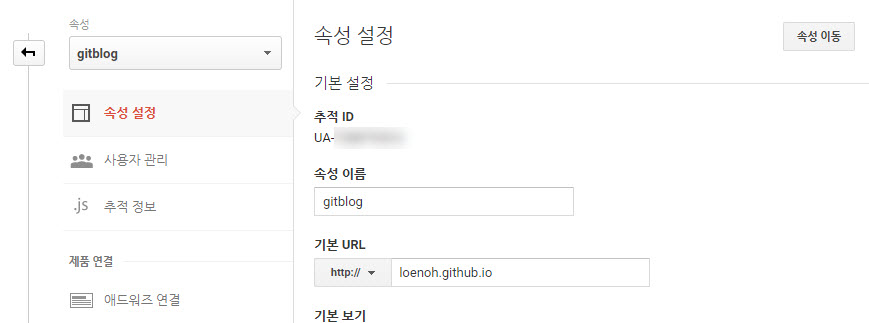 속성
gitblog
속성 설정
사용자 관리
.js 추적 정보
제품 연결
애드워즈 연결
속성 설정
속성 이동
기본 설정
추적 ID
UA-
속성 이름
gitblog
기본 URL
http:// loenoh.github.io
기본 보기